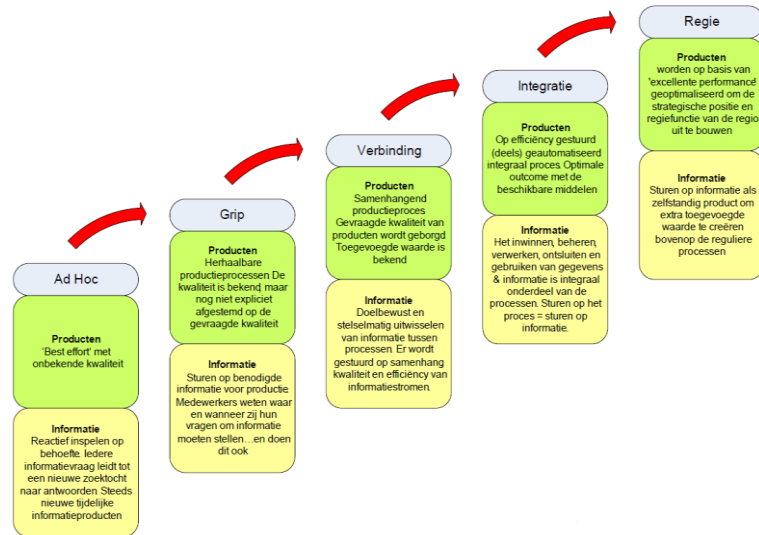 Ad Hoc
Producten
'Best effort' met
onbekende kwaliteit
Informatie
Reactief inspelen op
behoefte. Iedere
informatievraag leidt tot
een nieuwe zoektocht
naar antwoorden. Steeds
nieuwe tijdelijke
informatieproducten
Grip
Producten
Herhaalbare
productieprocessen. De
kwaliteit is bekend, maar
nog niet expliciet
afgestemd op de
gevraagde kwaliteit
Informatie
Sturen op benodigde
informatie voor productie.
Medewerkers weten waar
en wanneer zij hun
vragen om informatie
moeten stellen…en doen
dit ook
Verbinding
Producten
Samenhangend
productieproces
Gevraagde kwaliteit van
producten wordt geborgd
Toegevoegde waarde is
bekend
Informatie
Doelbewust en
stelselmatig uitwisselen
van informatie tussen
processen. Er wordt
gestuurd op samenhang
kwaliteit en efficiëncy van
informatiestromen.
Integratie
Producten
Op efficiëncy gestuurd
(deels) geautomatiseerd
integraal proces. Optimale
outcome met de
beschikbare middelen
Informatie
Het inwinnen, beheren,
verwerken, ontsluiten en
gebruiken van gegevens
& informatie is integraal
onderdeel van de
processen. Sturen op het
proces = sturen op
informatie.
Regie
Producten
worden op basis van
'excellente performance'
geoptimaliseerd om de
strategische positie en
regiefunctie van de regio
uit te bouwen
Informatie
Sturen op informatie als
zelfstandig product om
extra toegevoegde
waarde te creëren
bovenop de reguliere
processen